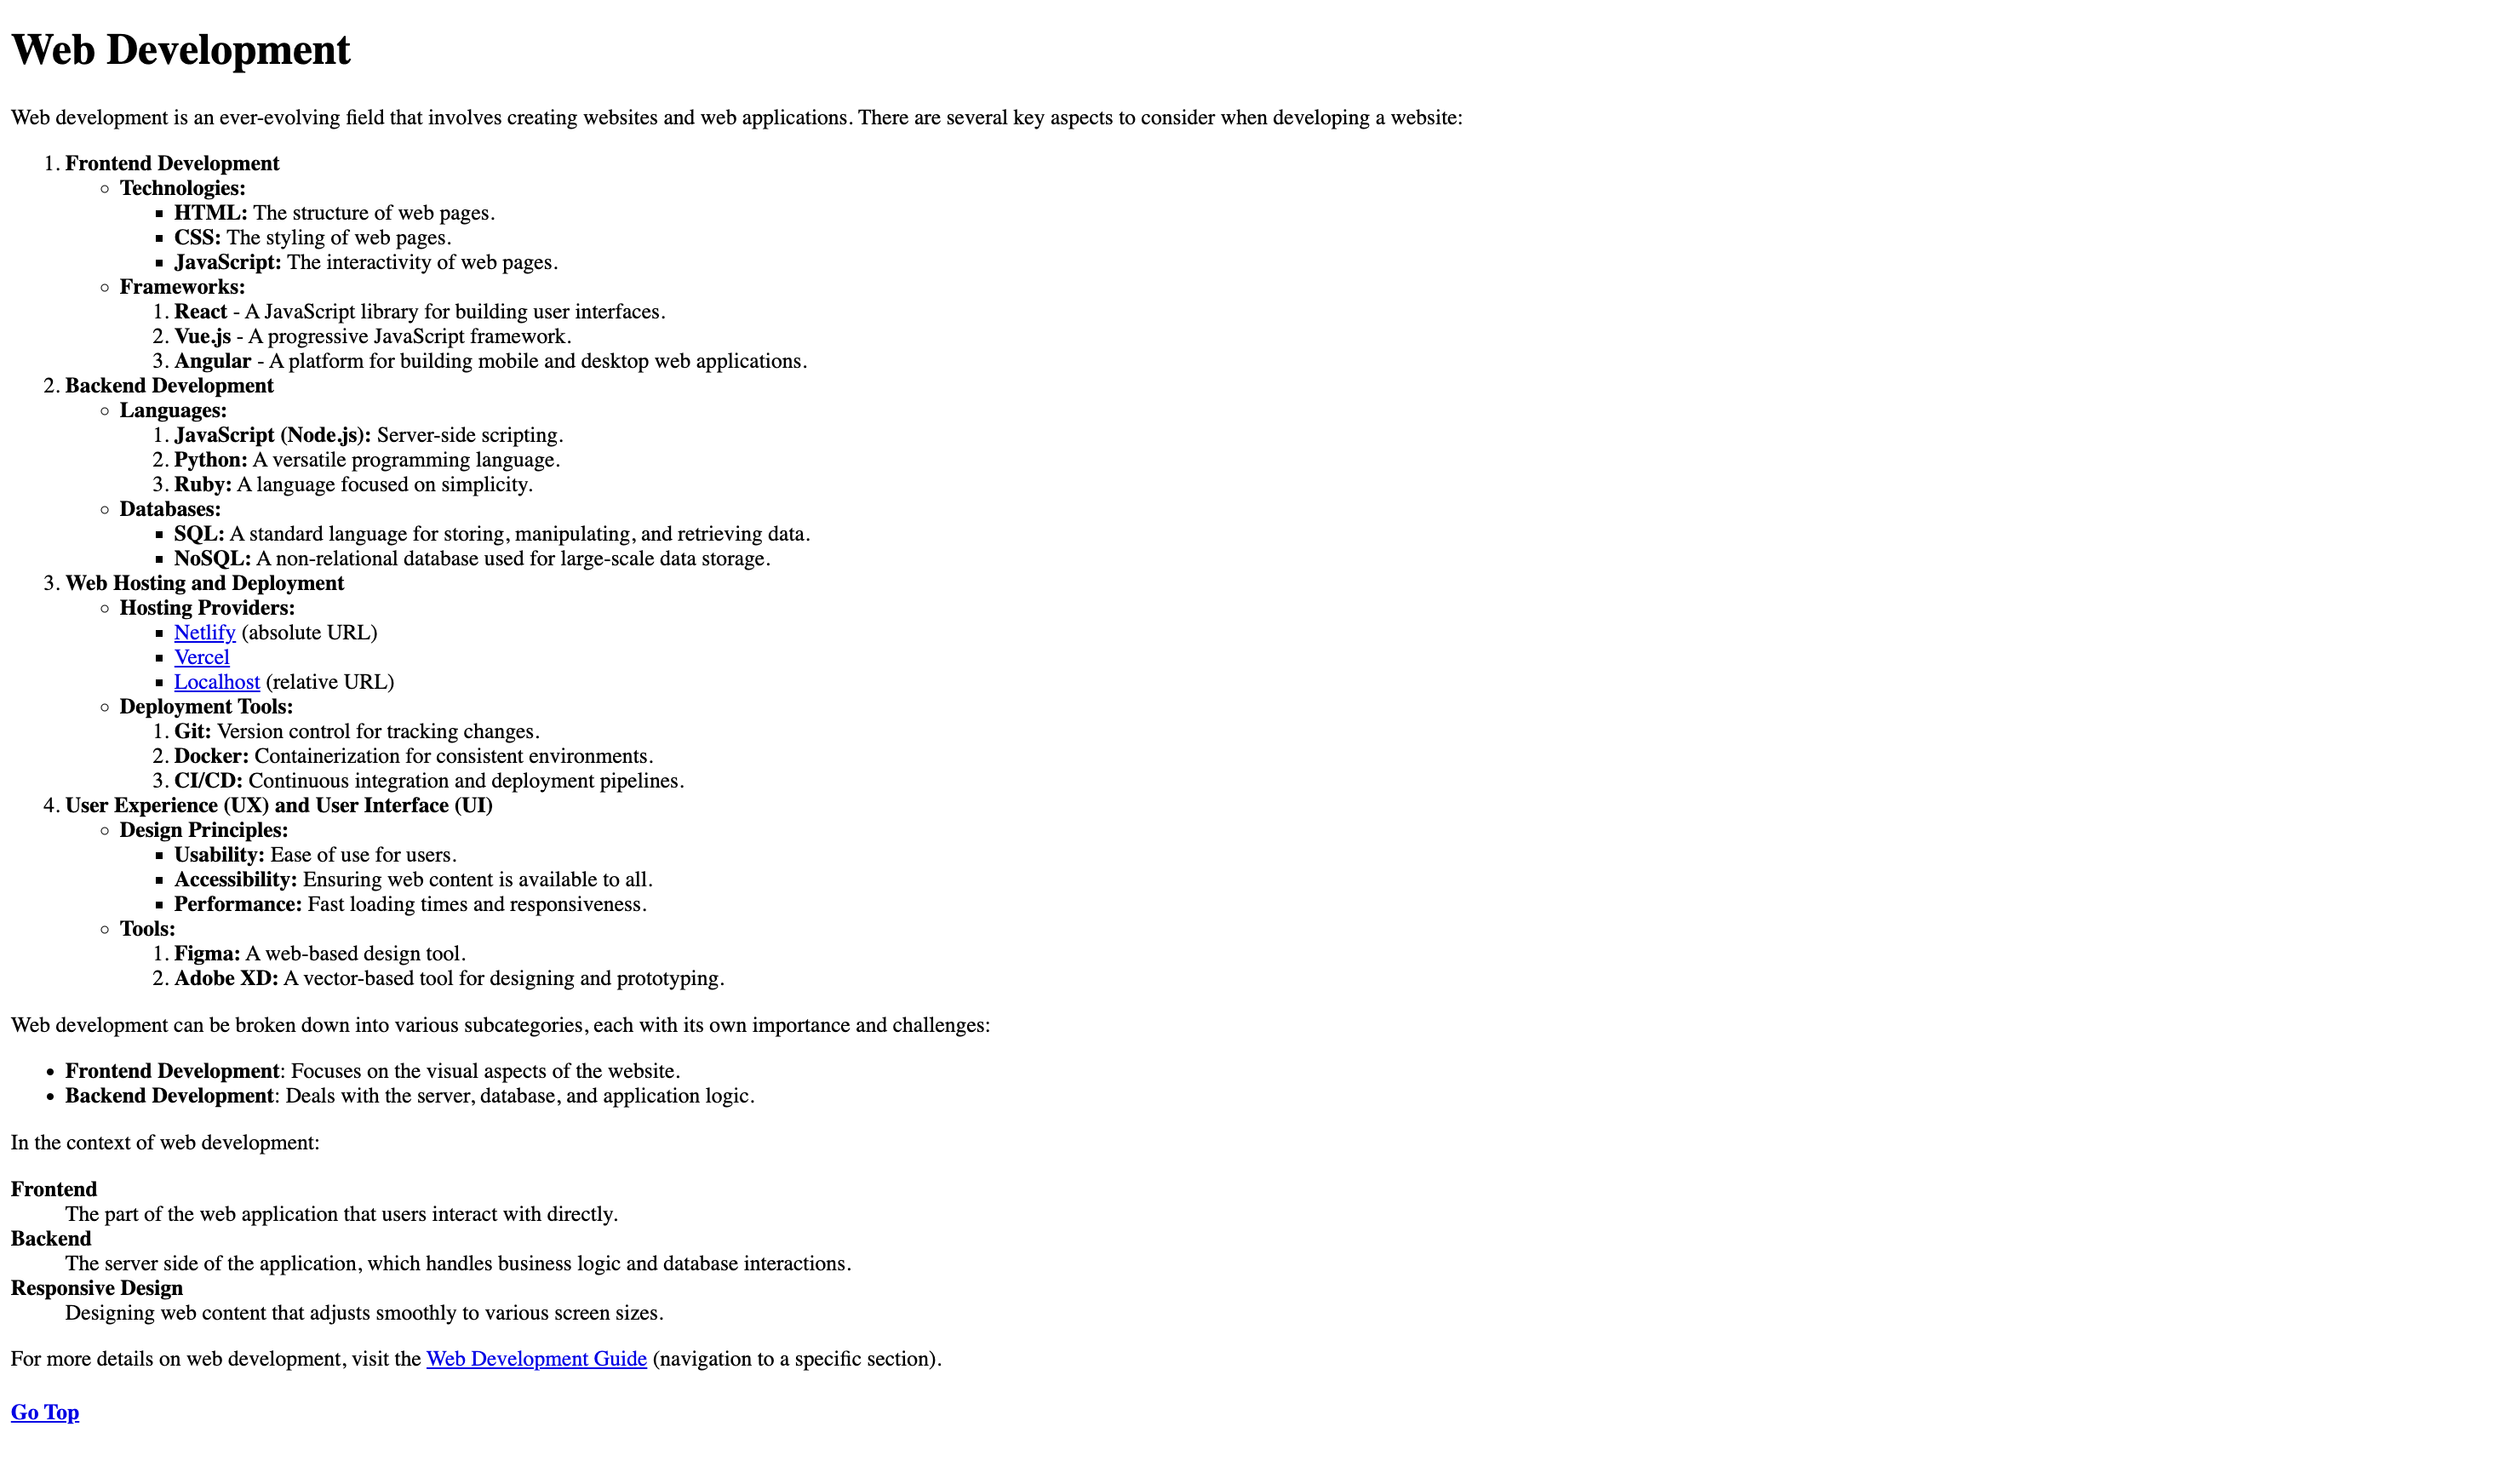 Web Development
Web development is an ever-evolving field that involves creating websites and web applications. There are several key aspects to consider when developing a website:
1. Frontend Development
◦ Technologies:
▪ HTML: The structure of web pages.
▪ CSS: The styling of web pages.
▪ JavaScript: The interactivity of web pages.
◦ Frameworks:
1. React - A JavaScript library for building user interfaces.
2. Vue.js - A progressive JavaScript framework.
3. Angular - A platform for building mobile and desktop web applications.
2. Backend Development
◦ Languages:
1. JavaScript (Node.js): Server-side scripting.
2. Python: A versatile programming language.
3. Ruby: A language focused on simplicity.
◦ Databases:
▪ SQL: A standard language for storing, manipulating, and retrieving data.
▪ NoSQL: A non-relational database used for large-scale data storage.
3. Web Hosting and Deployment
◦ Hosting Providers:
▪ Netlify (absolute URL)
▪ Vercel
▪ Localhost (relative URL)
◦ Deployment Tools:
1. Git: Version control for tracking changes.
2. Docker: Containerization for consistent environments.
3. CI/CD: Continuous integration and deployment pipelines.
4. User Experience (UX) and User Interface (UI)
◦ Design Principles:
▪ Usability: Ease of use for users.
▪ Accessibility: Ensuring web content is available to all.
▪ Performance: Fast loading times and responsiveness.
◦ Tools:
1. Figma: A web-based design tool.
2. Adobe XD: A vector-based tool for designing and prototyping.
Web development can be broken down into various subcategories, each with its own importance and challenges:
• Frontend Development: Focuses on the visual aspects of the website.
• Backend Development: Deals with the server, database, and application logic.
In the context of web development:
Frontend
The part of the web application that users interact with directly.
Backend
The server side of the application, which handles business logic and database interactions.
Responsive Design
Designing web content that adjusts smoothly to various screen sizes.
For more details on web development, visit the Web Development Guide (navigation to a specific section).
Go Top